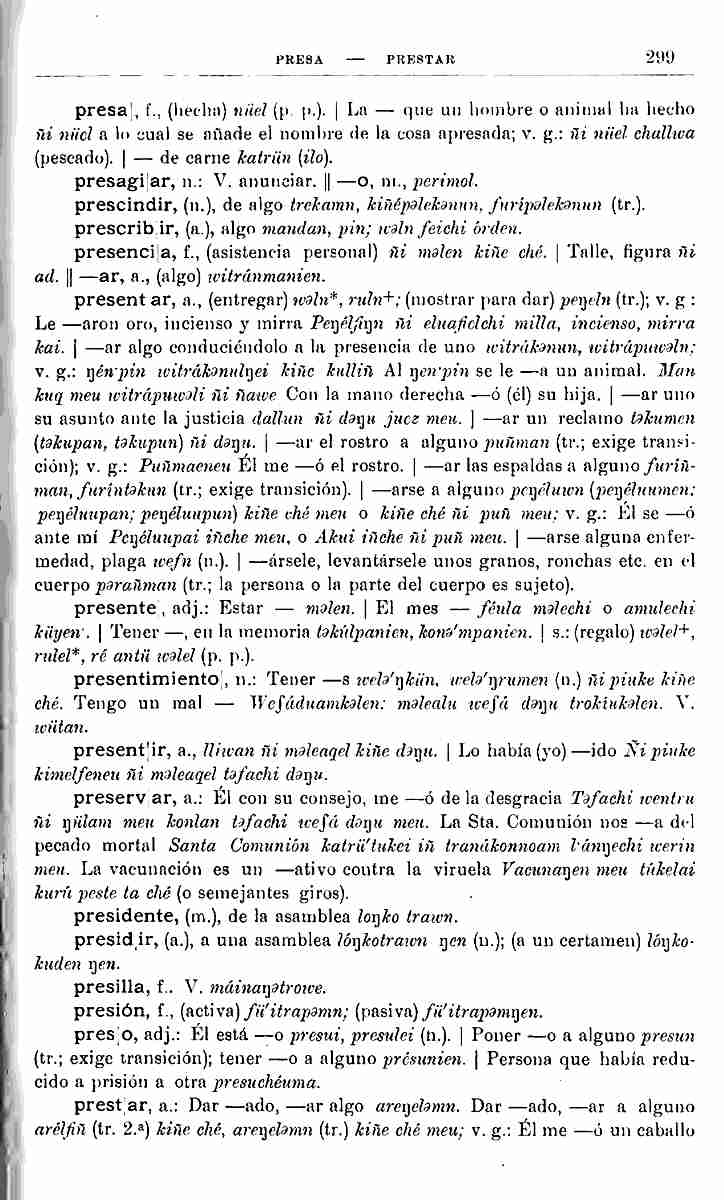 PRESA — PRESTAR 299
presa|, f., (hecha) nüel (p. p.). | La — que un hombre o animal ha hecho
ñi nüel a lo cual se añade el nombre de la cosa apresada; v. g.: ñi nüel challwa
(pescado). | — de carne katrün (ilo).
presagi|ar, n.: V. anunciar. || —o, m., perimol.
prescindir, (n.), de algo trekamn, kiñépəlekənun, furípəlekənun (tr.).
prescrib|ir, (a.), algo mandan, pin; wəln feichi órden.
presenci|a, f., (asistencia personal) ñi məlen kiñe ché. | Talle, figura ñi
ad. || —ar, a., (algo) witránmanien.
present|ar, a., (entregar) wəln*, ruln+; (mostrar para dar) peŋeln (tr.); v. g :
Le —aron oro, incienso y mirra Peŋélfiŋn ñi eluafielchi milla, incienso, mirra
kai. | —ar algo conduciéndolo a la presencia de uno witrákənun, witrápuwəln;
v. g.: ŋén·pin witrákənulŋei kiñe kulliñ Al ŋen·pin se le —a un animal. Man
kuq meu witrápuwəli ñi ñawe Con la mano derecha —ó (él) su hija. | —ar uno
su asunto ante la justicia dallun ñi dəŋu juez meu. | —ar un reclamo təkumen
(təkupan, təkupun) ñi dəŋu. | —ar el rostro a alguno puñman (tr.; exige transi-
ción); v. g.: Puñmaeneu Él me —ó el rostro. | —ar las espaldas a alguno furiñ-
man, furíntəkun (tr.; exige transición). | —arse a alguno peŋéluwn (peŋéluumen;
peŋéluupan; peŋéluupun) kiñe ché meu o kiñe ché ñi puñ meu; v. g.: Él se —ó
ante mí Peŋéluupai iñche meu, o Akui iñche ñi puñ meu. | —arse alguna enfer-
medad, plaga wefn (n.). | —ársele, levantársele unos granos, ronchas etc. en el
cuerpo pərañman (tr.; la persona o la parte del cuerpo es sujeto).
presente|, adj.: Estar — məlen. | El mes — féula məlechi o amulechi
küyen·. | Tener —, en la memoria təkúlpanien, konə'mpanien. | s.: (regalo) wəlel+,
rulel*, ré antü wəlel (p. p.).
presentimiento|, n.: Tener —s welə'ŋkün, welə'ŋrumen (n.) ñi piuke kiñe
ché. Tengo un mal — Wefáduamkəlen: məlealu wefá dəŋu trokiukəlen. V.
wütan.
present|ir, a., lliwan ñi məleaqel kiñe dəŋu. | Lo había (yo) —ido Ñi piuke
kimelfeneu ñi məleaqel təfachi dəŋu.
preserv|ar, a.: Él con su consejo, me —ó de la desgracia Təfachi wentru
ñi ŋülam meu konlan təfachi wefá dəŋu meu. La Sta. Comunión nos —a del
pecado mortal Santa Comunión katrü'tukei iñ tranákonnoam l·áŋŋechi werin
meu. La vacunación es un —ativo contra la viruela Vacunaŋen meu túkelai
kurü peste ta ché (o semejantes giros).
presidente, (m.), de la asamblea loŋko trawn.
presid|ir, (a.), a una asamblea lóŋkotrawn ŋen (n.); (a un certamen) lóŋko-
kuden ŋen.
presilla, f.. V. máinaŋətrowe.
presión, f., (activa) fü'itrapəmn; (pasiva) fü'itrapəmŋen.
pres|o, adj.: Él está —o presui, presulei (n.). | Poner —o a alguno presun
(tr.; exige transición); tener —o a alguno présunien. | Persona que había redu-
cido a prisión a otra presuchéuma.
prest|ar, a.: Dar —ado, —ar algo areŋeləmn. Dar —ado, —ar a alguno
arélfiñ (tr. 2.ª) kiñe ché, areŋeləmn (tr.) kiñe ché meu; v. g.: Él me —ó un caballo